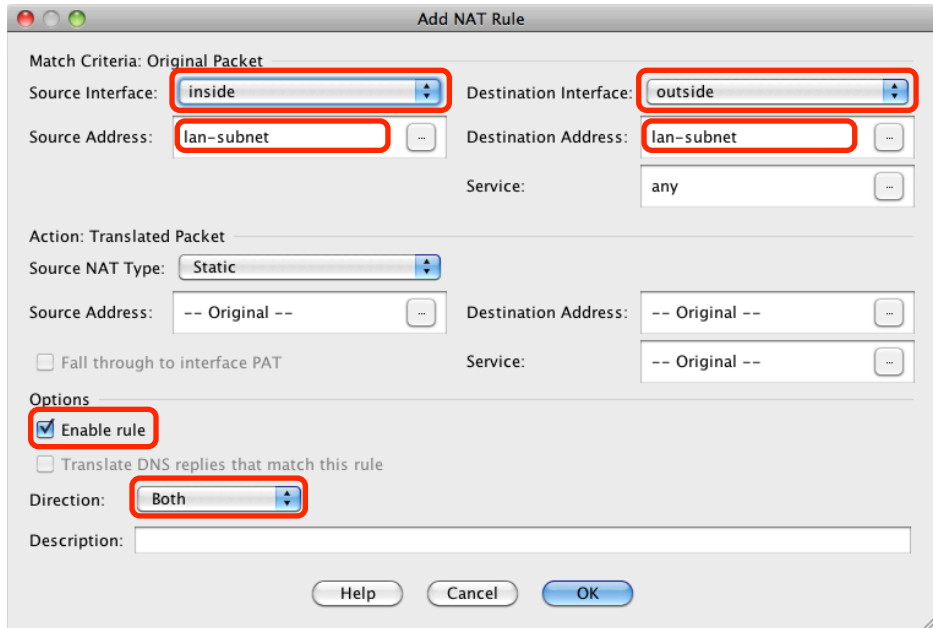 Add NAT Rule
Match Criteria: Original Packet
Source Interface: inside Destination Interface: outside
Source Address: lan-subnet ... Destination Address: lan-subnet ...
Service: any ...
Action: Translated Packet
Source NAT Type: Static
Source Address: -- Original -- ... Destination Address: -- Original -- ...
Fall through to interface PAT Service: -- Original -- ...
Options
Enable rule
Translate DNS replies that match this rule
Direction: Both
Description:
Help Cancel OK